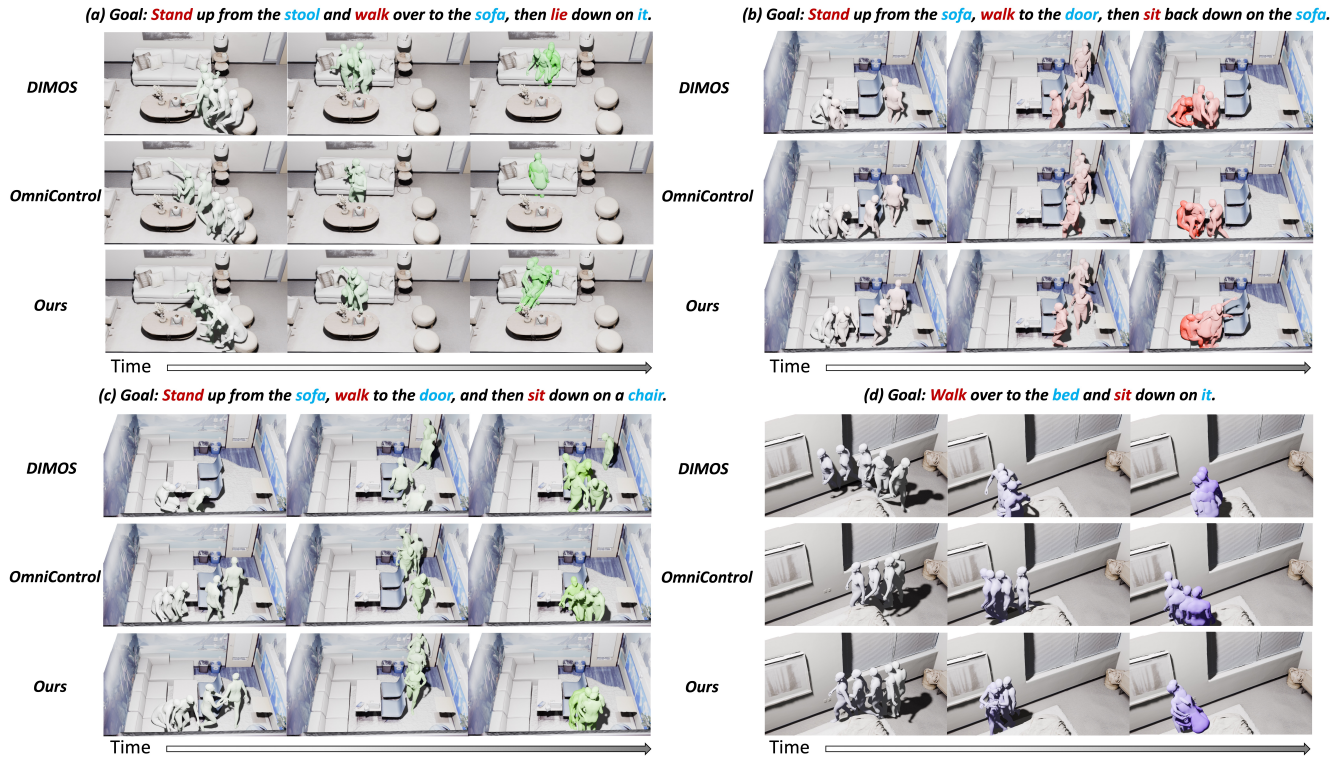 (a) Goal: Stand up from the stool and walk over to the sofa, then lie down on it.
DIMOS
OmniControl
Ours
Time
(b) Goal: Stand up from the sofa, walk to the door, then sit back down on the sofa.
DIMOS
OmniControl
Ours
Time
(c) Goal: Stand up from the sofa, walk to the door, and then sit down on a chair.
DIMOS
OmniControl
Ours
Time
(d) Goal: Walk over to the bed and sit down on it.
DIMOS
OmniControl
Ours
Time